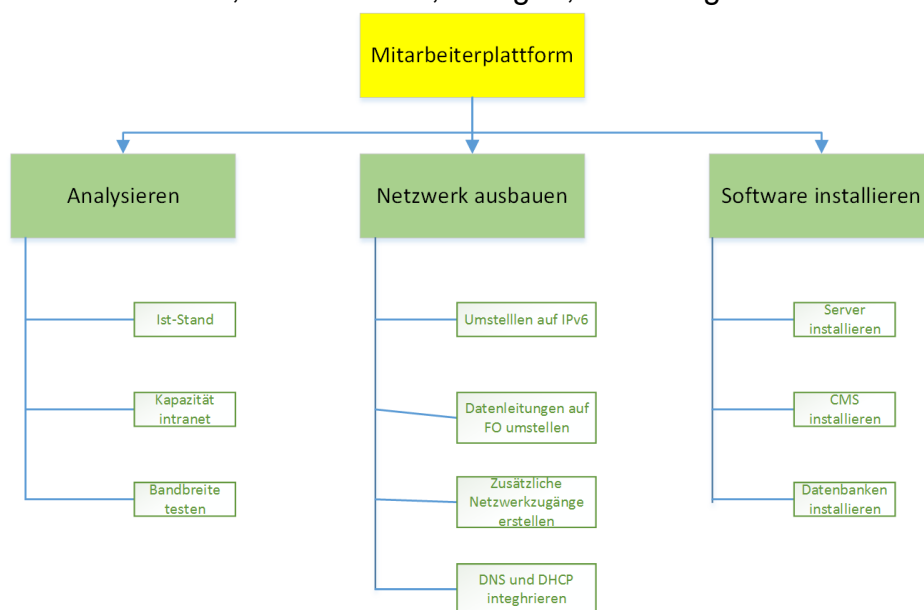 Mitarbeiterplattform
Analysieren
Netzwerk ausbauen
Software installieren
Ist-Stand
Kapazität
intranet
Bandbreite
testen
Umstelllen auf IPv6
Datenleitungen auf
FO umstellen
Zusätzliche
Netzwerkzugänge
erstellen
DNS und DHCP
integhrieren
Server
installieren
CMS
installieren
Datenbanken
installieren